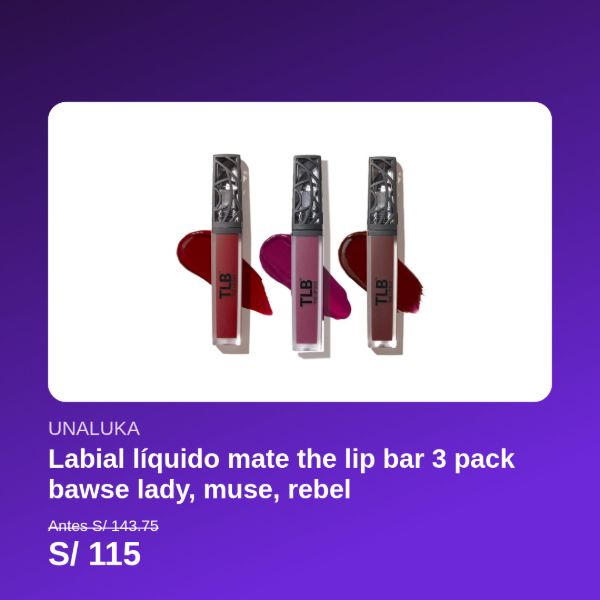 TLB
TLB
TLB
UNALUKA
Labial líquido mate the lip bar 3 pack
bawse lady, muse, rebel
Antes S/ 143.75
S/ 115